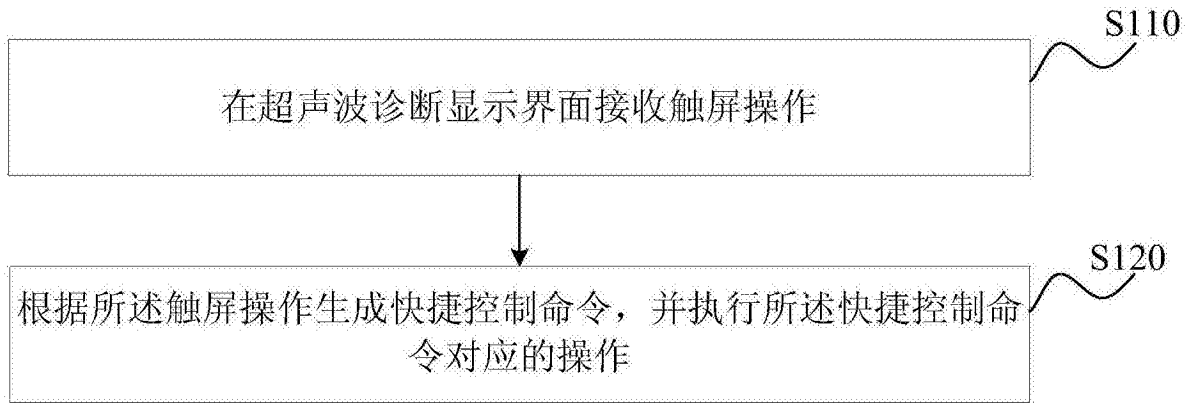 S110
在超声波诊断显示界面接收触屏操作
S120
根据所述触屏操作生成快捷控制命令，并执行所述快捷控制命
令对应的操作